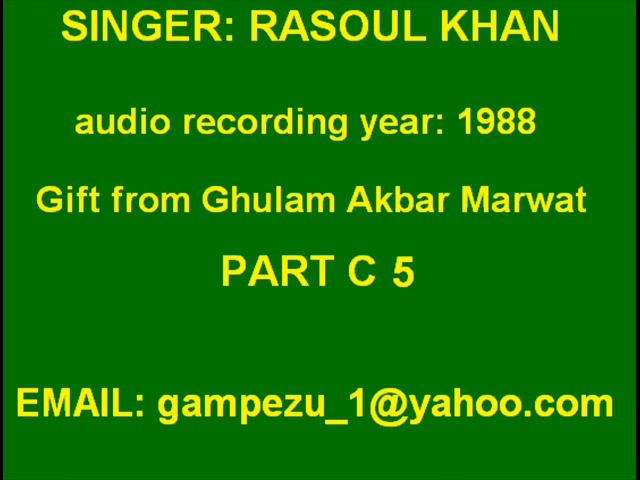 SINGER: RASOUL KHAN
audio recording year: 1988
Gift from Ghulam Akbar Marwat
PART C 5
EMAIL: gampezu_1@yahoo.com